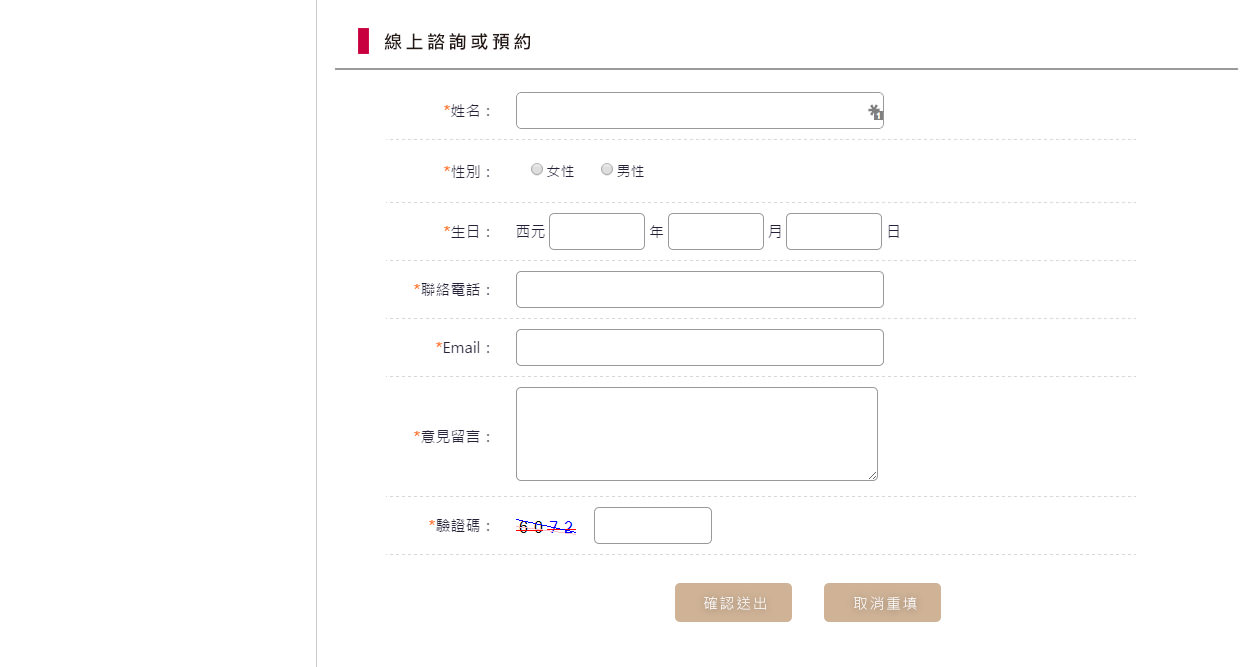 線上諮詢或預約
*姓名：
*性別： 女性 男性
*生日： 西元 年 月 日
*聯絡電話：
*Email：
*意見留言：
*驗證碼： 6072
確認送出 取消重填